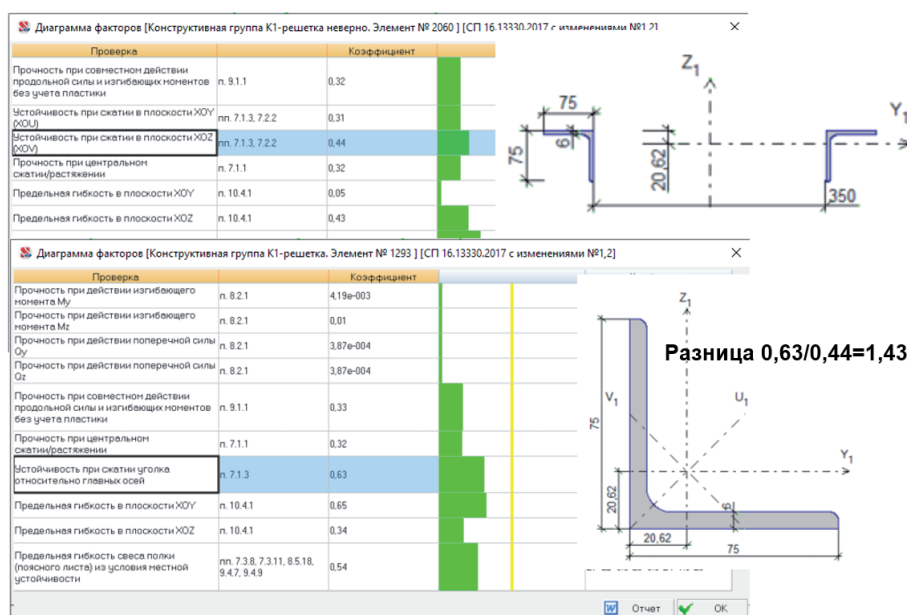 Диаграмма факторов [Конструктивная группа К1-решетка неверно. Элемент № 2060 ] [СП 16.13330.2017 с изменениями №1,2]
Проверка Коэффициент
Прочность при совместном действии
продольной силы и изгибающих моментов п. 9.1.1 0,32
без учета пластики
Устойчивость при сжатии в плоскости XOY пп. 7.1.3, 7.2.2 0,31
(XOU)
Устойчивость при сжатии в плоскости XOZ пп. 7.1.3, 7.2.2 0,44
(XOV)
Прочность при центральном п. 7.1.1 0,32
сжатии/растяжении
Предельная гибкость в плоскости XOY п. 10.4.1 0,05
Предельная гибкость в плоскости XOZ п. 10.4.1 0,43
Z1
75
Y1
75
6
20,62
350
Диаграмма факторов [Конструктивная группа К1-решетка. Элемент № 1293 ] [СП 16.13330.2017 с изменениями №1,2]
Проверка Коэффициент
Прочность при действии изгибающего п. 8.2.1 4,19e-003
момента My
Прочность при действии изгибающего п. 8.2.1 0,01
момента Mz
Прочность при действии поперечной силы п. 8.2.1 3,87e-004
Qy
Прочность при действии поперечной силы п. 8.2.1 3,87e-004
Qz
Прочность при совместном действии
продольной силы и изгибающих моментов п. 9.1.1 0,33
без учета пластики
Прочность при центральном п. 7.1.1 0,32
сжатии/растяжении
Устойчивость при сжатии уголка п. 7.1.3 0,63
относительно главных осей
Предельная гибкость в плоскости XOY п. 10.4.1 0,65
Предельная гибкость в плоскости XOZ п. 10.4.1 0,34
Предельная гибкость свеса полки пп. 7.3.8, 7.3.11, 8.5.18,
(поясного листа) из условия местной 9.4.7, 9.4.9 0,54
устойчивости
Z1
Разница 0,63/0,44=1,43
V1
U1
75
Y1
20,62
6
20,62
75
Отчет OK